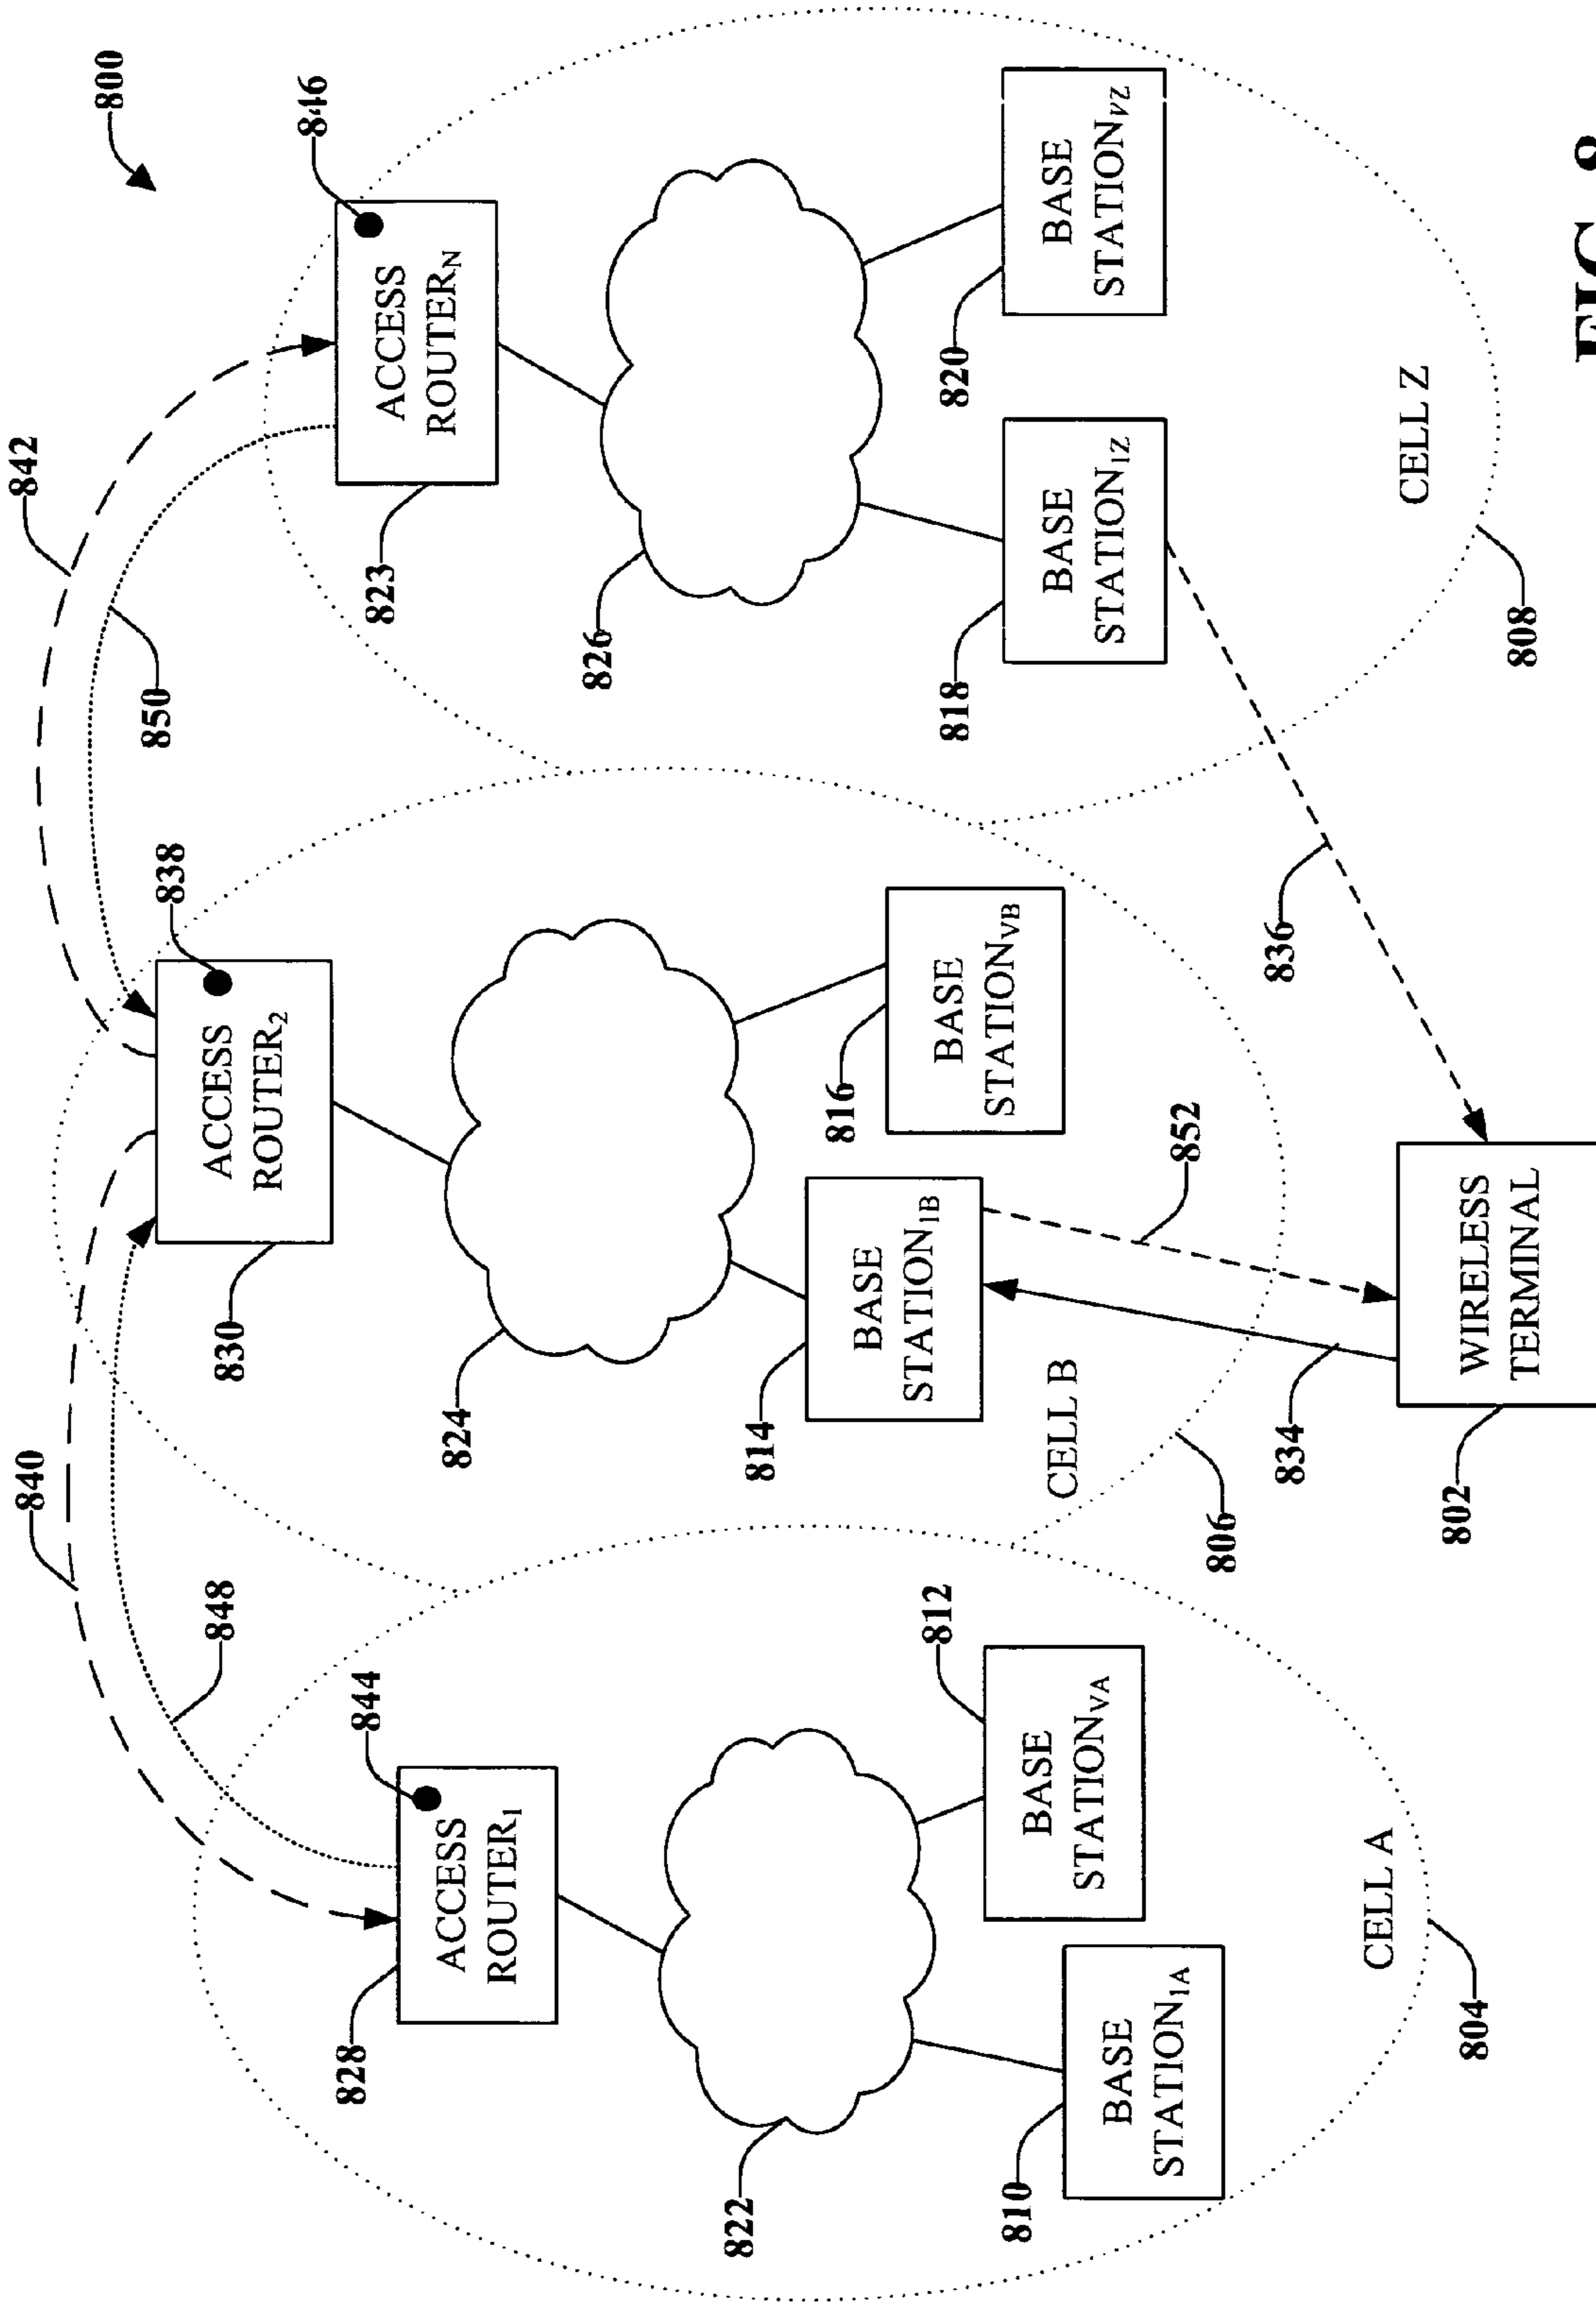 800
840
842
848
850
838
846
844
ACCESS
ROUTER1
ACCESS
ROUTER2
ACCESS
ROUTERN
828
830
823
822
824
826
810
812
814
816
818
820
BASE
STATION1A
BASE
STATIONVA
BASE
STATION1B
BASE
STATIONVB
BASE
STATION1Z
BASE
STATIONVZ
CELL A
CELL B
CELL Z
804
806
808
834
852
836
802
WIRELESS
TERMINAL
FIG. 8